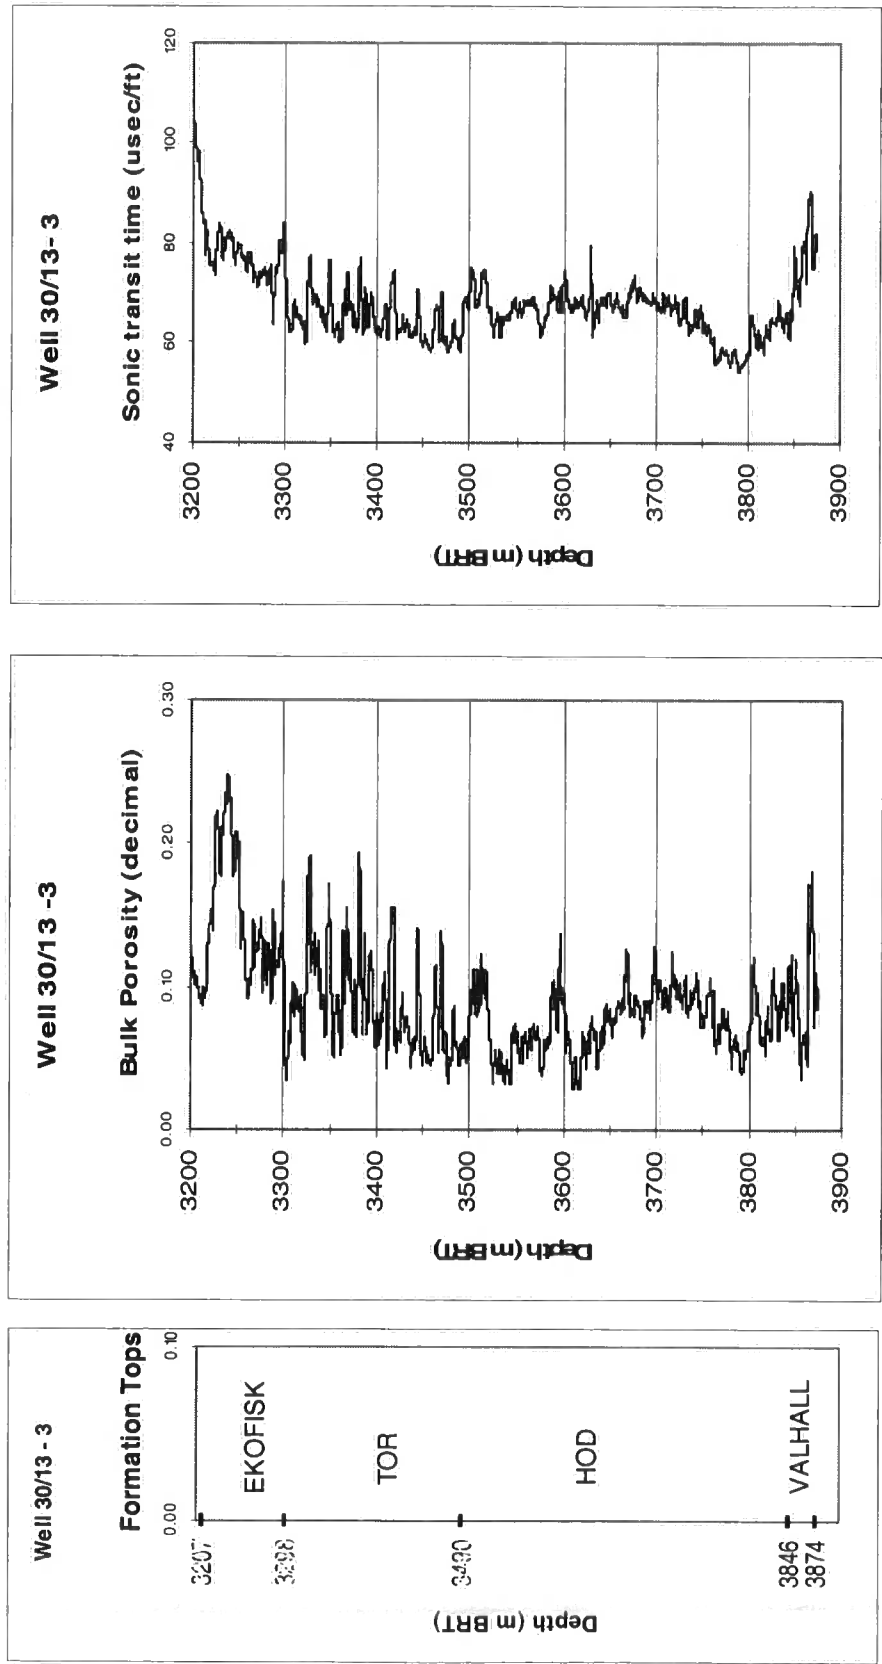 Well 30/13- 3
Sonic transit time (usec/ft)
40
60
80
100
120
3200
3300
3400
3500
3600
3700
3800
3900
Depth (m BRT)
Well 30/13 -3
Bulk Porosity (decimal)
0.00
0.10
0.20
0.30
3200
3300
3400
3500
3600
3700
3800
3900
Depth (m BRT)
Well 30/13 - 3
Formation Tops
0.00
0.10
3207
EKOFISK
3298
TOR
3490
HOD
3846
VALHALL
3874
Depth (m BRT)